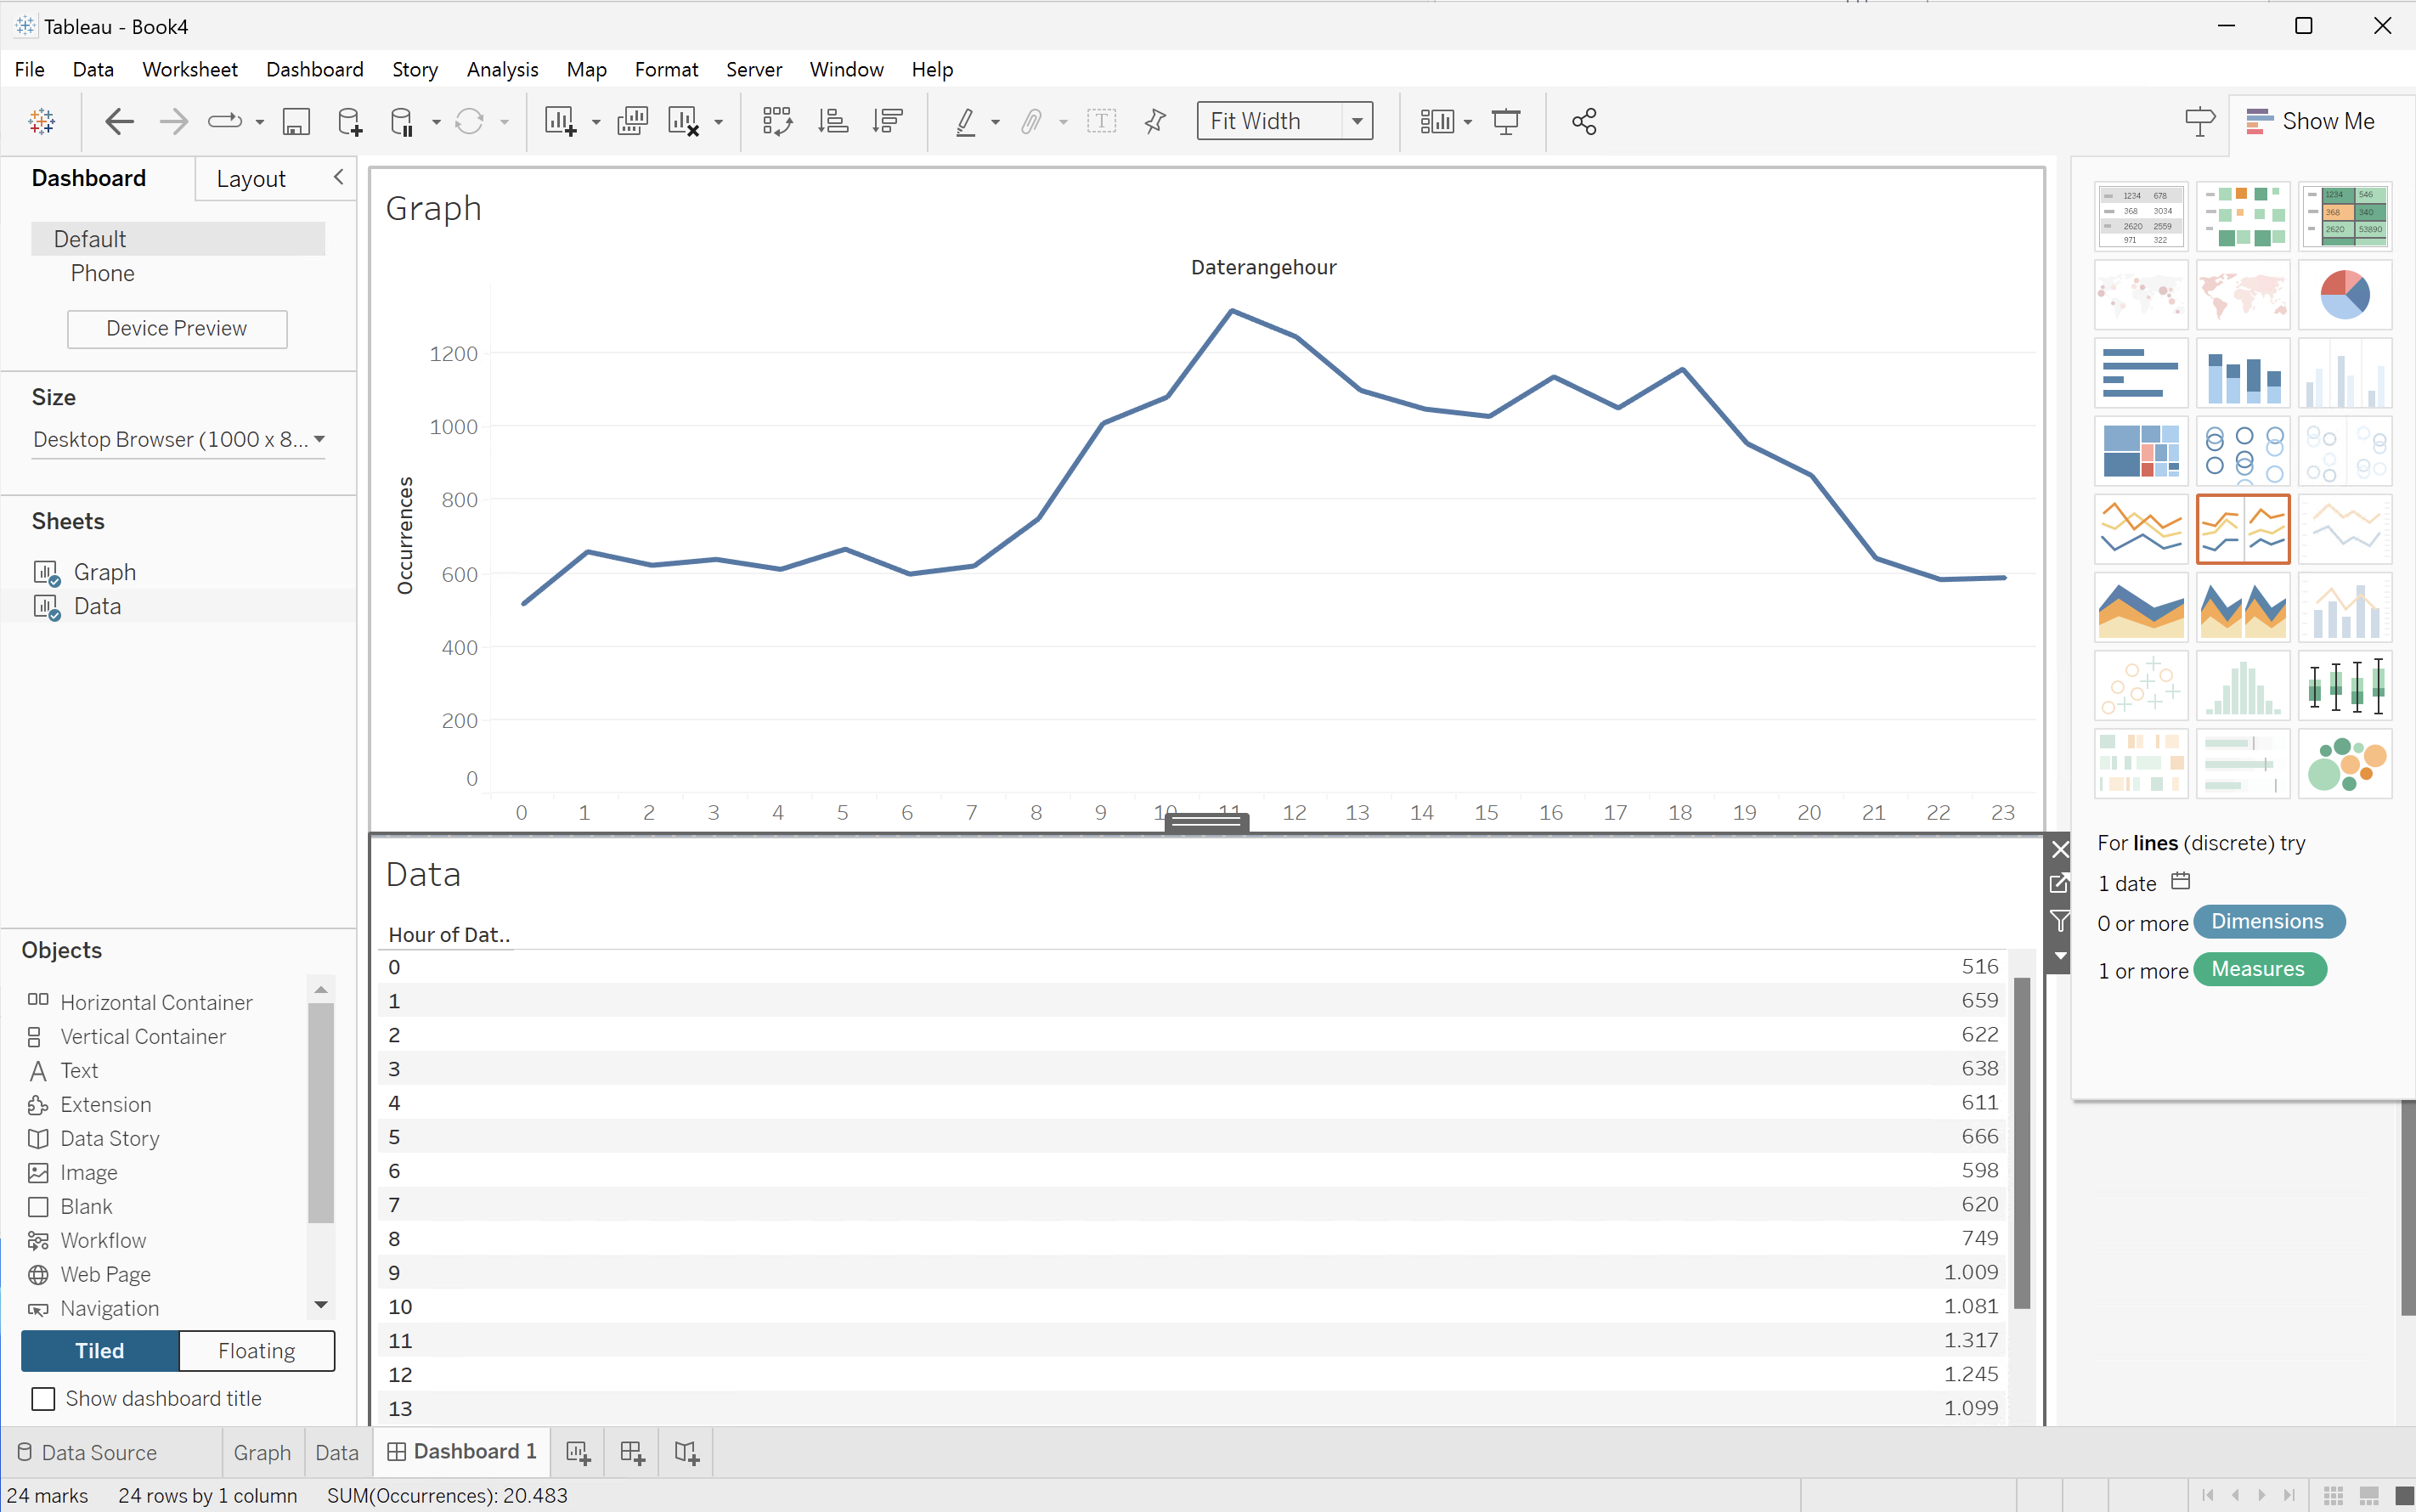 Tableau - Book4
File Data Worksheet Dashboard Story Analysis Map Format Server Window Help
Fit Width
Show Me
Dashboard
Layout
Default
Phone
Device Preview
Size
Desktop Browser (1000 x 8...
Sheets
Graph
Data
Objects
Horizontal Container
Vertical Container
Text
Extension
Data Story
Image
Blank
Workflow
Web Page
Navigation
Tiled Floating
Show dashboard title
Graph
Daterangehour
Occurrences
1200
1000
800
600
400
200
0
0 1 2 3 4 5 6 7 8 9 10 11 12 13 14 15 16 17 18 19 20 21 22 23
Data
Hour of Dat..
0 516
1 659
2 622
3 638
4 611
5 666
6 598
7 620
8 749
9 1.009
10 1.081
11 1.317
12 1.245
13 1.099
1234 678
368 3034
2620 2559
971 322
1234 546
368 340
2620 53890
For lines (discrete) try
1 date
0 or more Dimensions
1 or more Measures
Data Source Graph Data Dashboard 1
24 marks 24 rows by 1 column SUM(Occurrences): 20.483